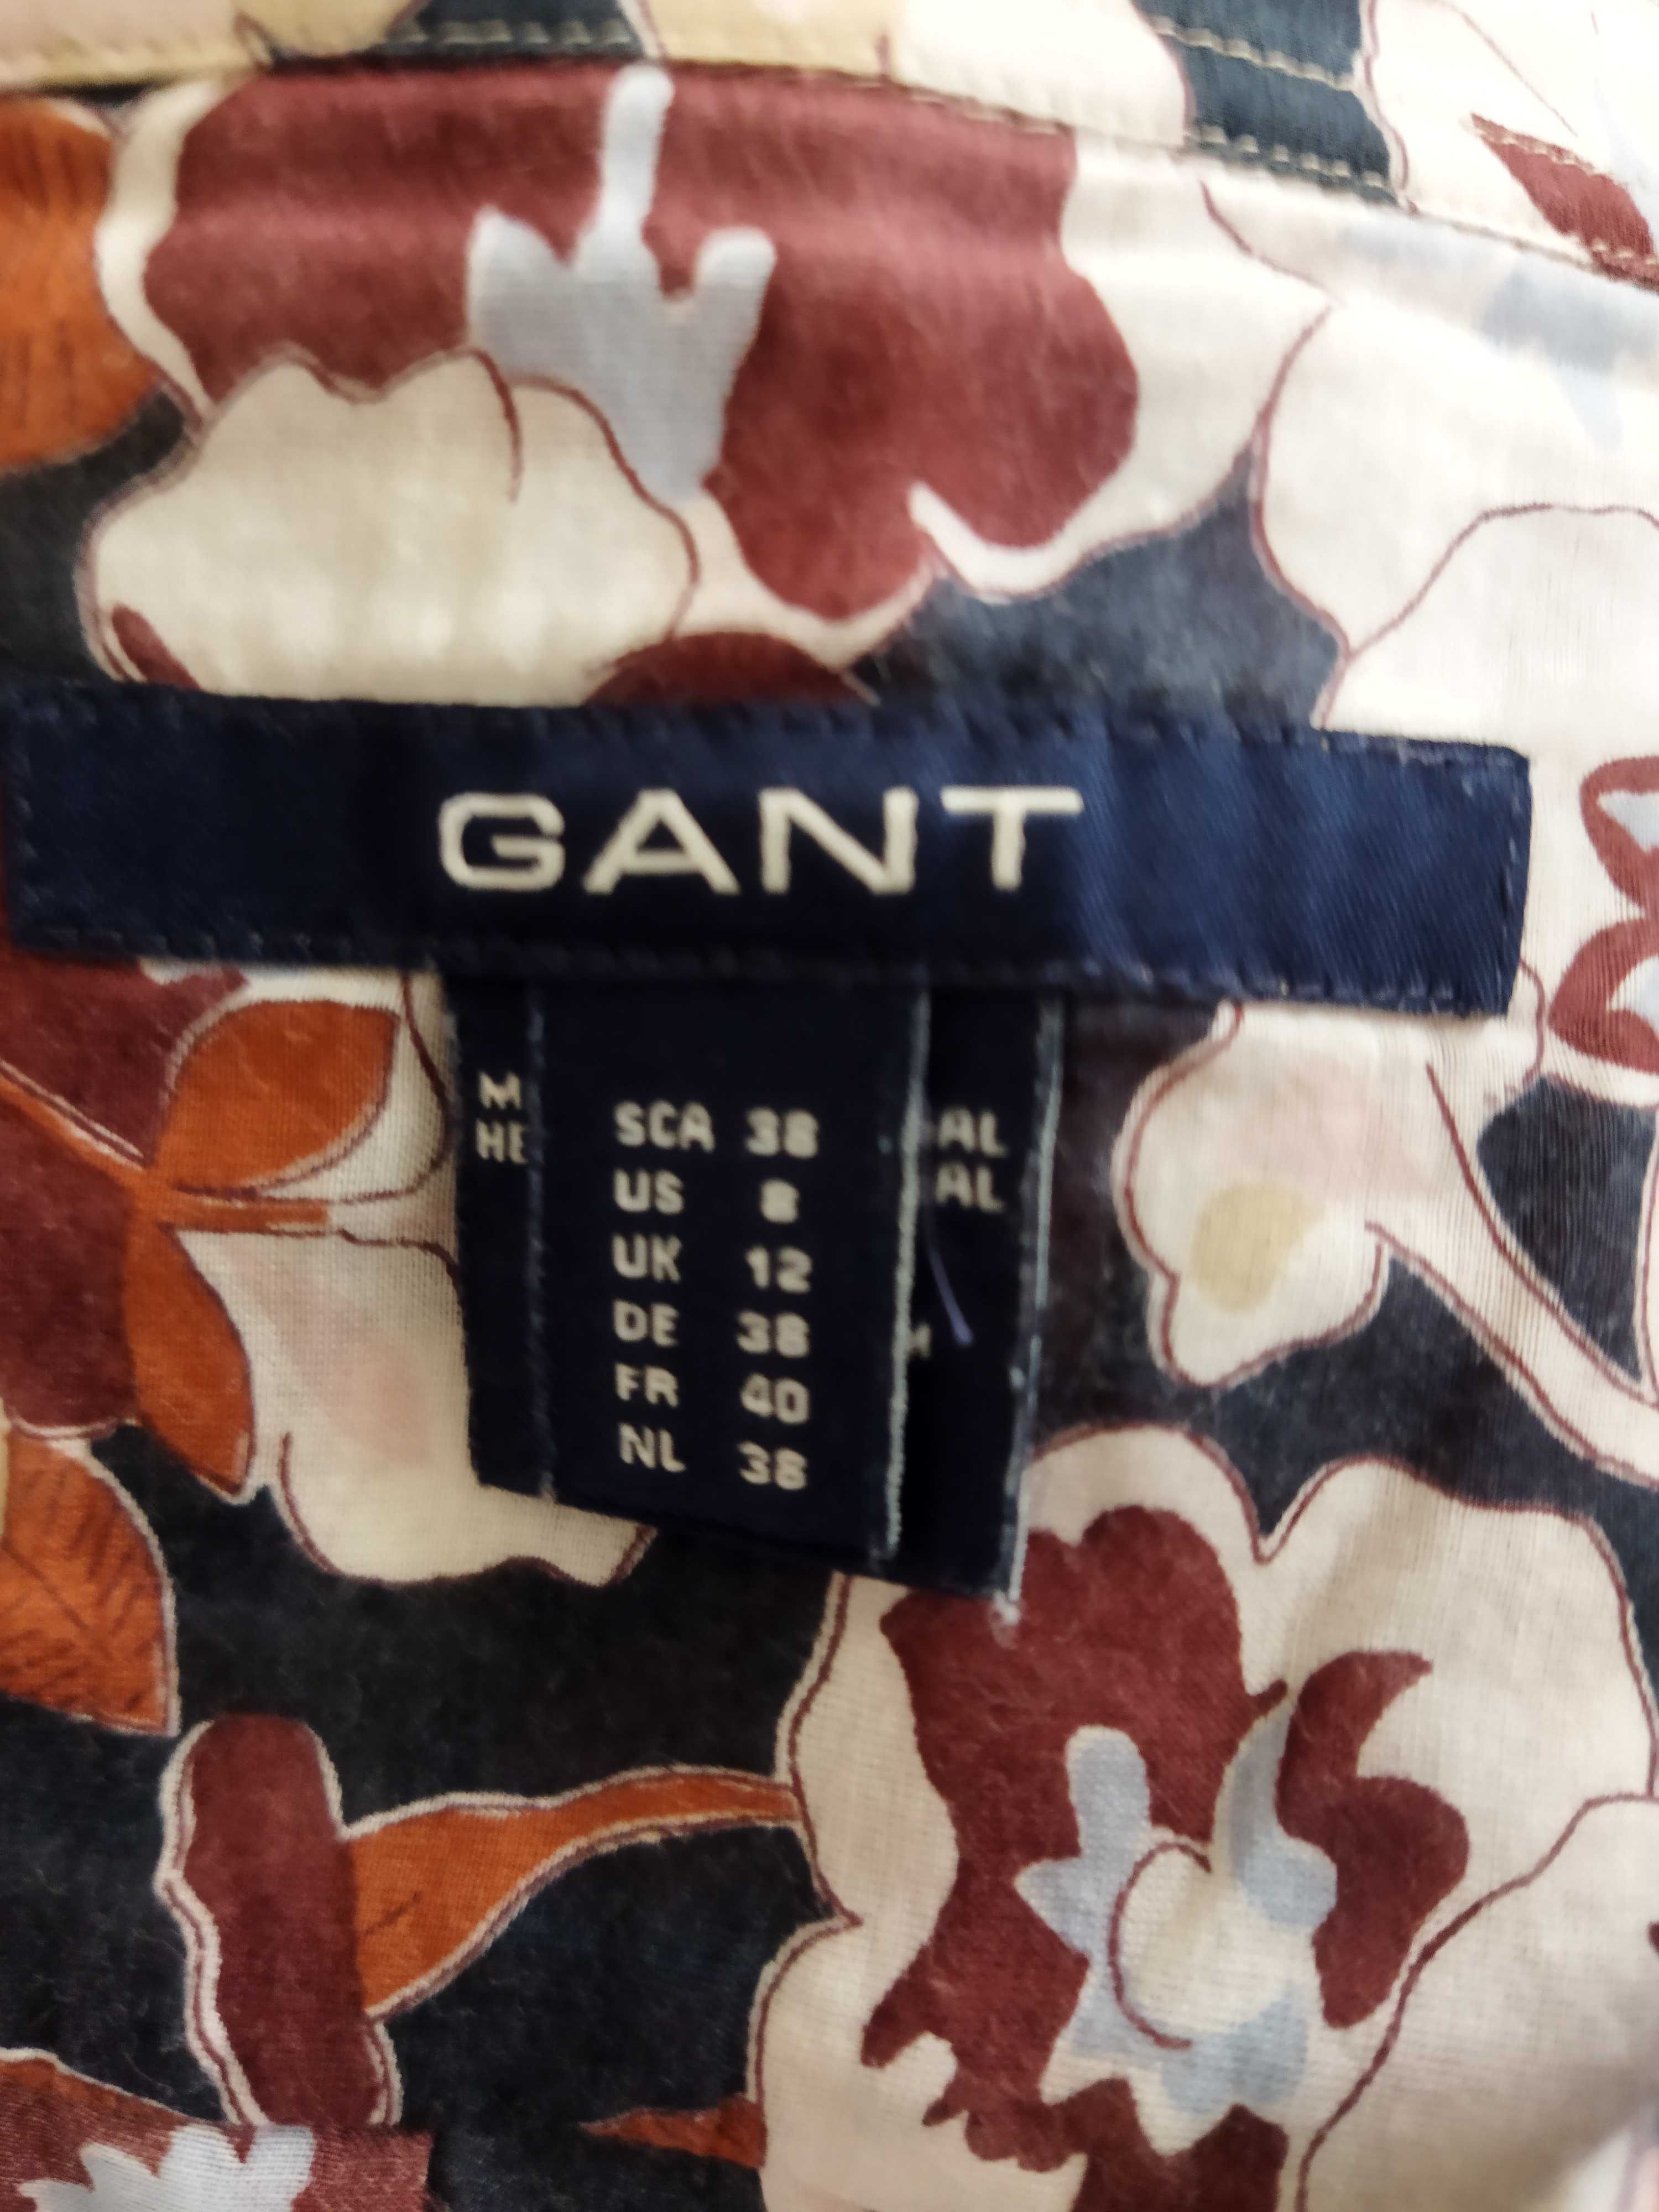 GANT
SCA 38
US 8
UK 12
DE 38
FR 40
NL 38